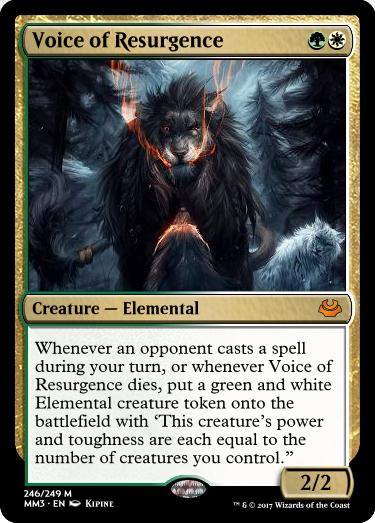 Voice of Resurgence
Creature — Elemental
Whenever an opponent casts a spell
during your turn, or whenever Voice of
Resurgence dies, put a green and white
Elemental creature token onto the
battlefield with ‘This creature's power
and toughness are each equal to the
number of creatures you control.”
2/2
246/249 M
MM3 • EN Kipine
™ & © 2017 Wizards of the Coast